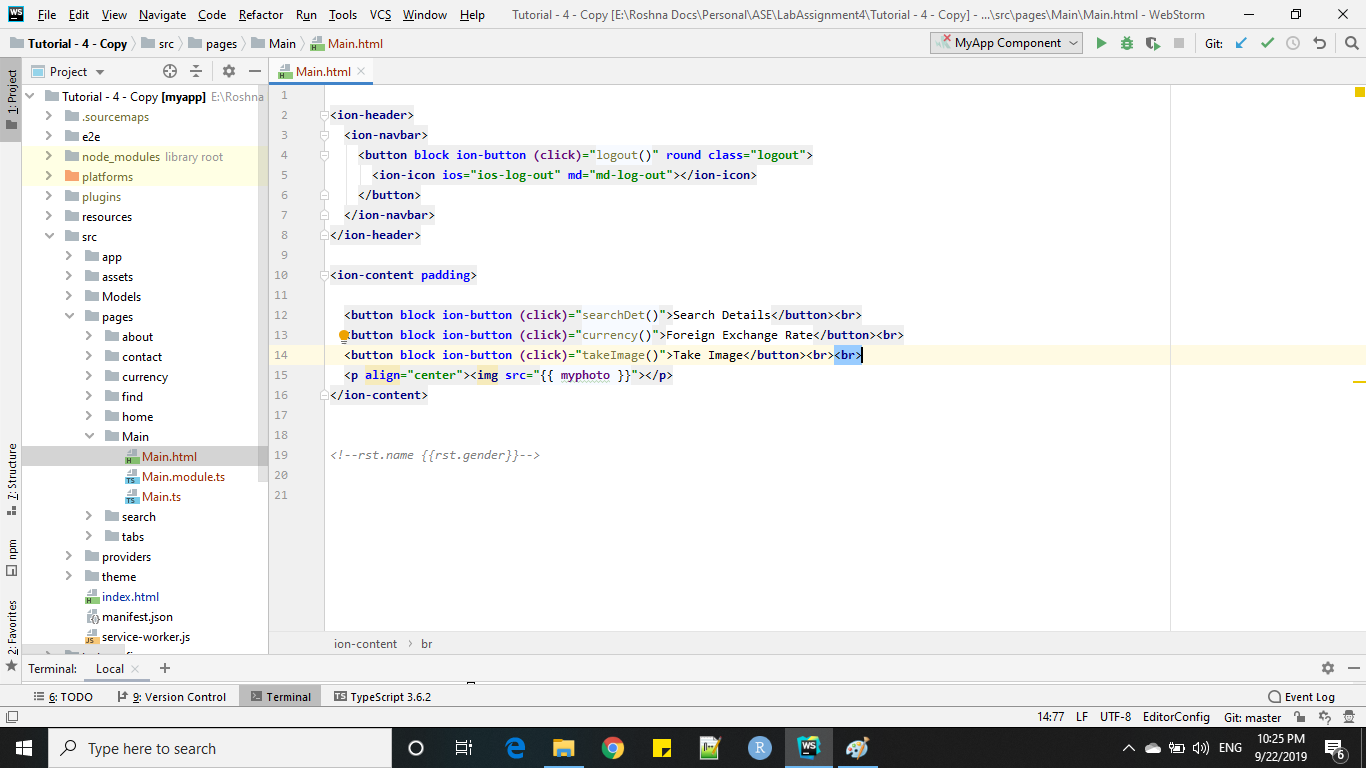 WS File Edit View Navigate Code Refactor Run Tools VCS Window Help Tutorial - 4 - Copy [E:\Roshna Docs\Personal\ASE\LabAssignment4\Tutorial - 4 - Copy] - ...\src\pages\Main\Main.html - WebStorm
Tutorial - 4 - Copy src pages Main Main.html MyApp Component Git:
Project
Main.html
1: Project
7: Structure
npm
2: Favorites
Tutorial - 4 - Copy [myapp] E:\Roshna
.sourcemaps
e2e
node_modules library root
platforms
plugins
resources
src
app
assets
Models
pages
about
contact
currency
find
home
Main
Main.html
Main.module.ts
Main.ts
search
tabs
providers
theme
index.html
manifest.json
service-worker.js
1
2 <ion-header>
3 <ion-navbar>
4 <button block ion-button (click)="logout()" round class="logout">
5 <ion-icon ios="ios-log-out" md="md-log-out"></ion-icon>
6 </button>
7 </ion-navbar>
8 </ion-header>
9
10 <ion-content padding>
11
12 <button block ion-button (click)="searchDet()">Search Details</button><br>
13 <button block ion-button (click)="currency()">Foreign Exchange Rate</button><br>
14 <button block ion-button (click)="takeImage()">Take Image</button><br><br>
15 <p align="center"><img src="{{ myphoto }}"></p>
16 </ion-content>
17
18
19 <!--rst.name {{rst.gender}}-->
20
21
ion-content br
Terminal: Local
6: TODO 9: Version Control Terminal TypeScript 3.6.2 Event Log
14:77 LF UTF-8 EditorConfig Git: master
Type here to search
ENG
10:25 PM
9/22/2019
6